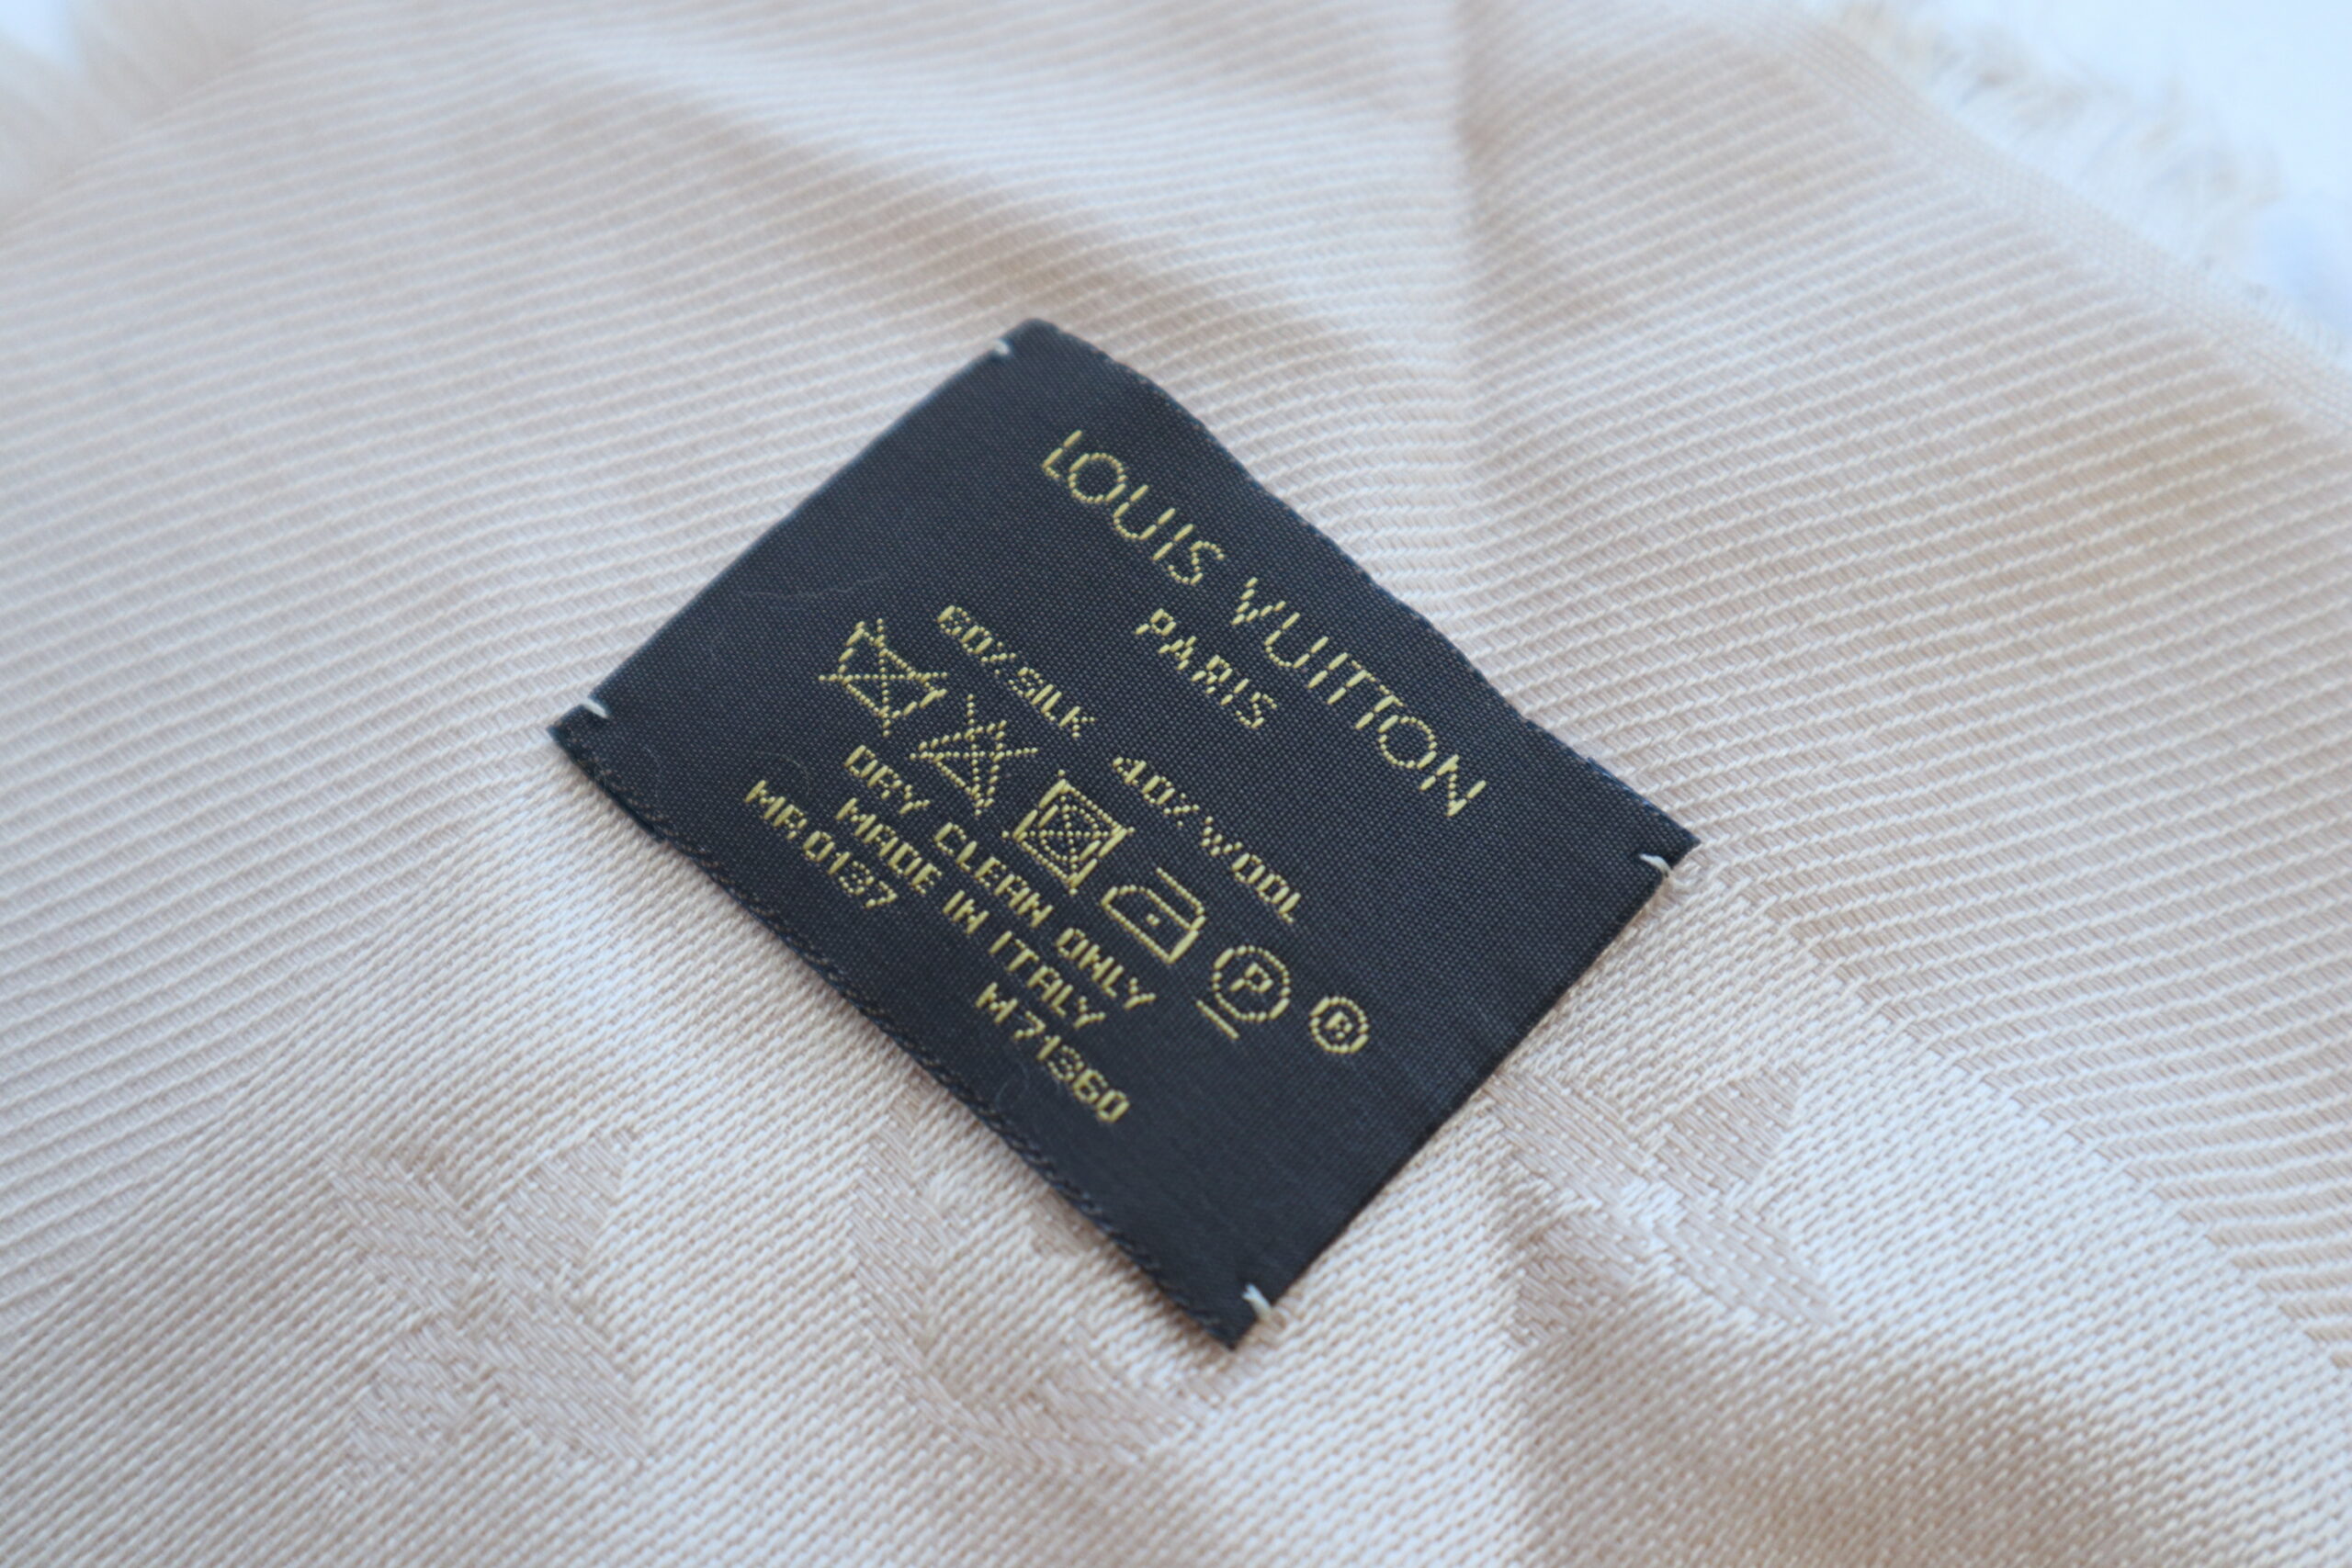 LOUIS VUITTON
PARIS
60%SILK 40%WOOL
P ®
DRY CLEAN ONLY
MADE IN ITALY
MR0137 M71360